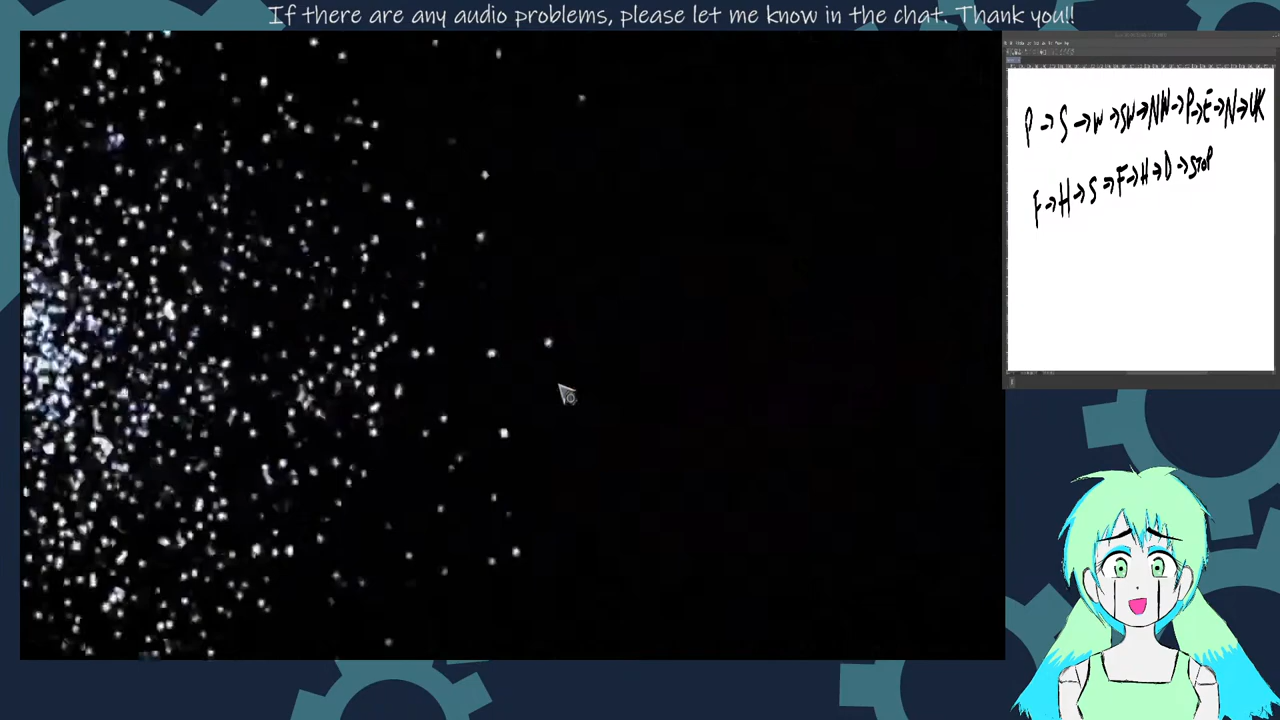 If there are any audio problems, please let me know in the chat. Thank you!!
P→S→W→SW→NW→P→E→N→UK
F→H→S→F→H→D→STOP